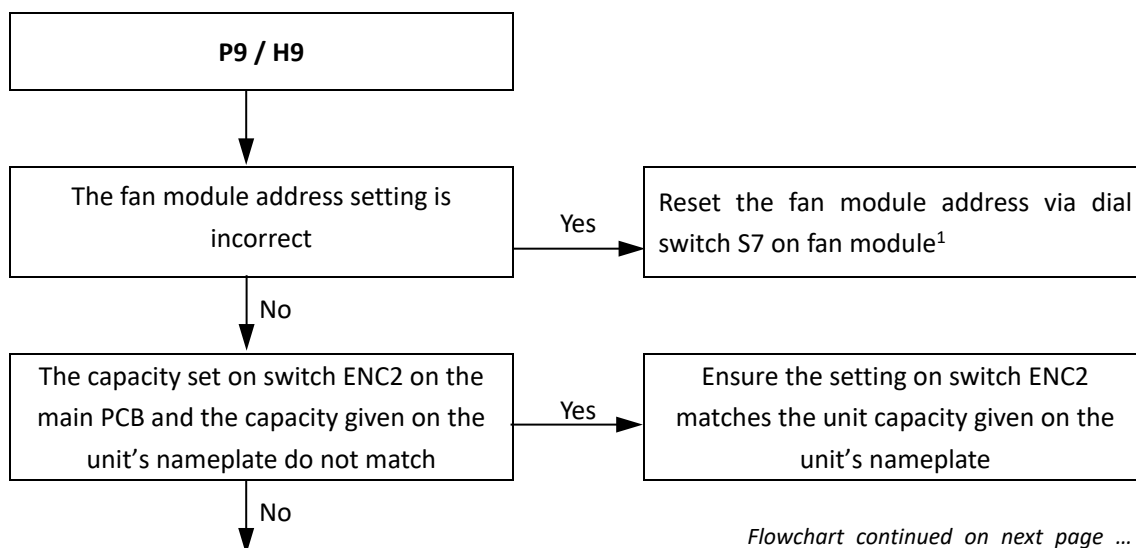 P9 / H9
The fan module address setting is
incorrect
Yes
Reset the fan module address via dial
switch S7 on fan module1
No
The capacity set on switch ENC2 on the
main PCB and the capacity given on the
unit’s nameplate do not match
Yes
Ensure the setting on switch ENC2
matches the unit capacity given on the
unit’s nameplate
No
Flowchart continued on next page …